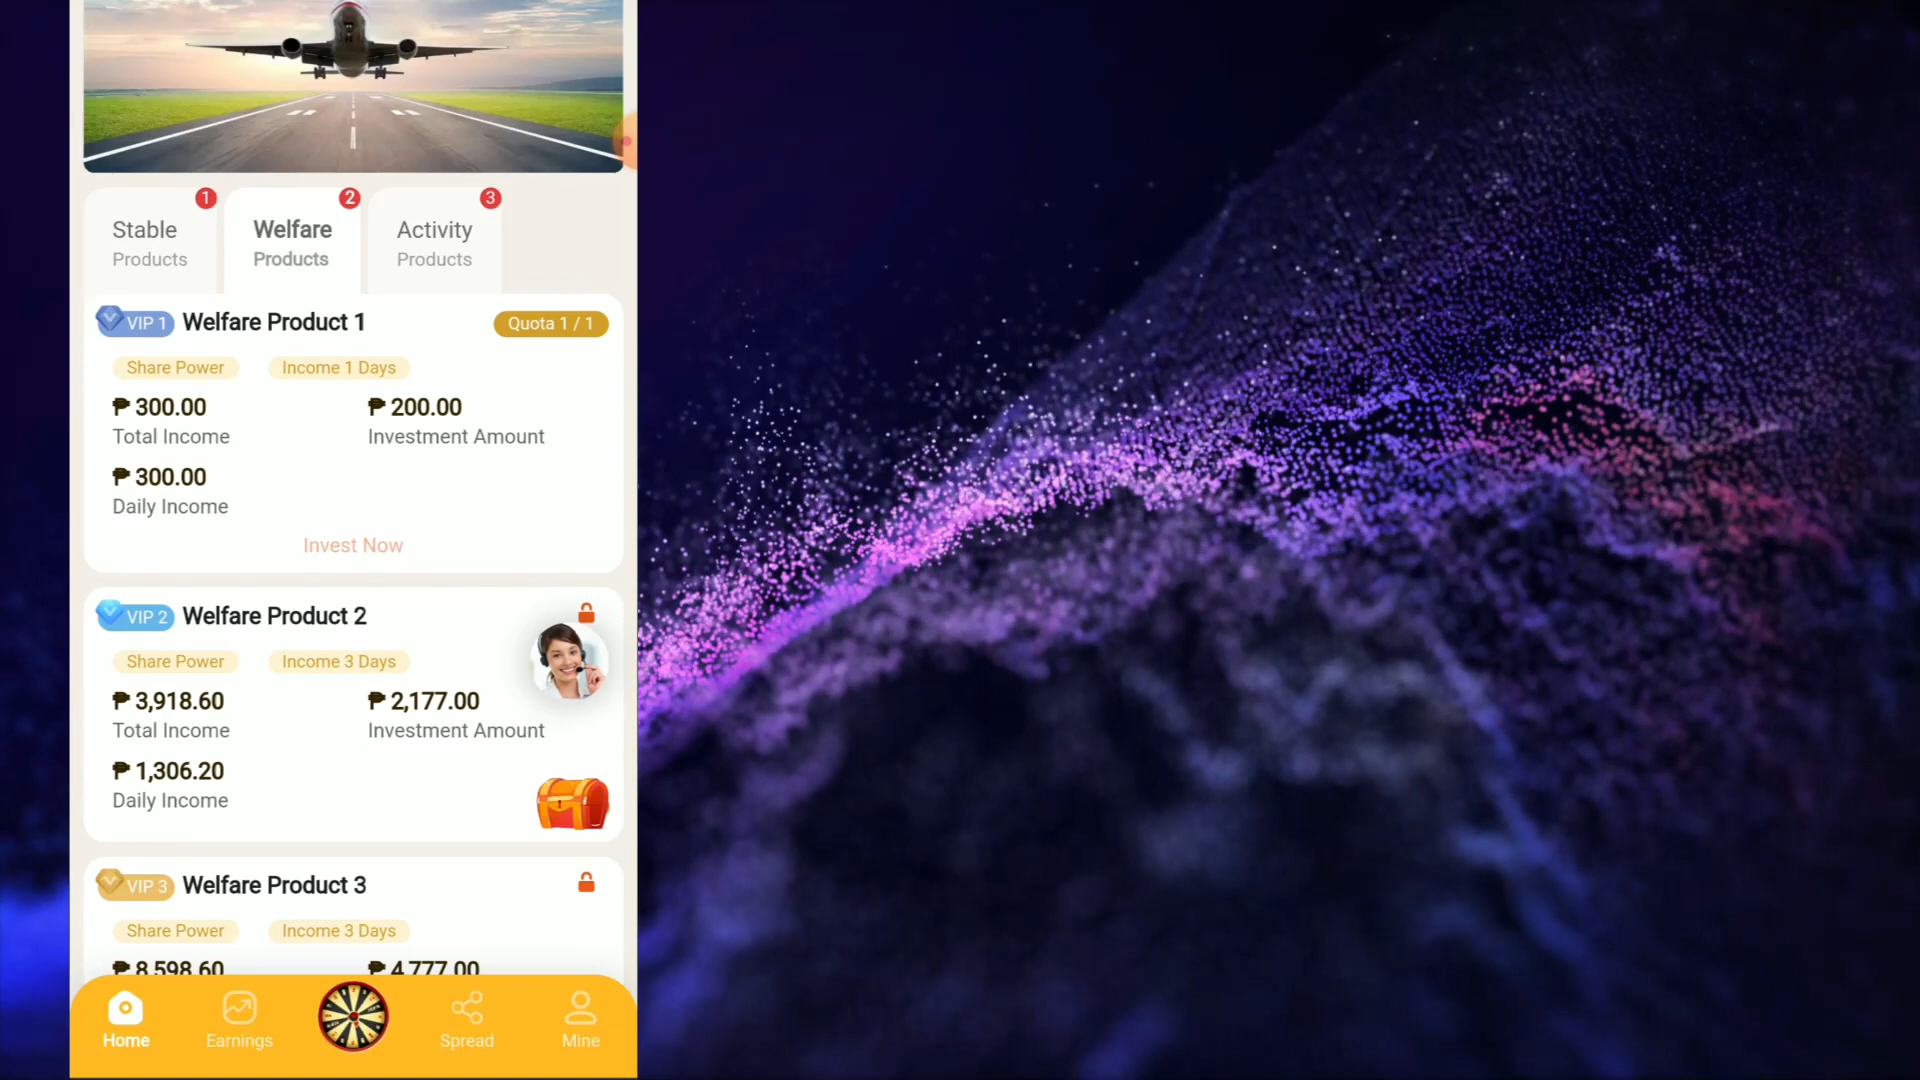 1
2
3
Stable
Products
Welfare
Products
Activity
Products
VIP 1 Welfare Product 1 Quota 1 / 1
Share Power Income 1 Days
₱ 300.00 ₱ 200.00
Total Income Investment Amount
₱ 300.00
Daily Income
Invest Now
VIP 2 Welfare Product 2
Share Power Income 3 Days
₱ 3,918.60 ₱ 2,177.00
Total Income Investment Amount
₱ 1,306.20
Daily Income
VIP 3 Welfare Product 3
Share Power Income 3 Days
₱ 8,598.60 ₱ 4,777.00
Home Earnings Spread Mine